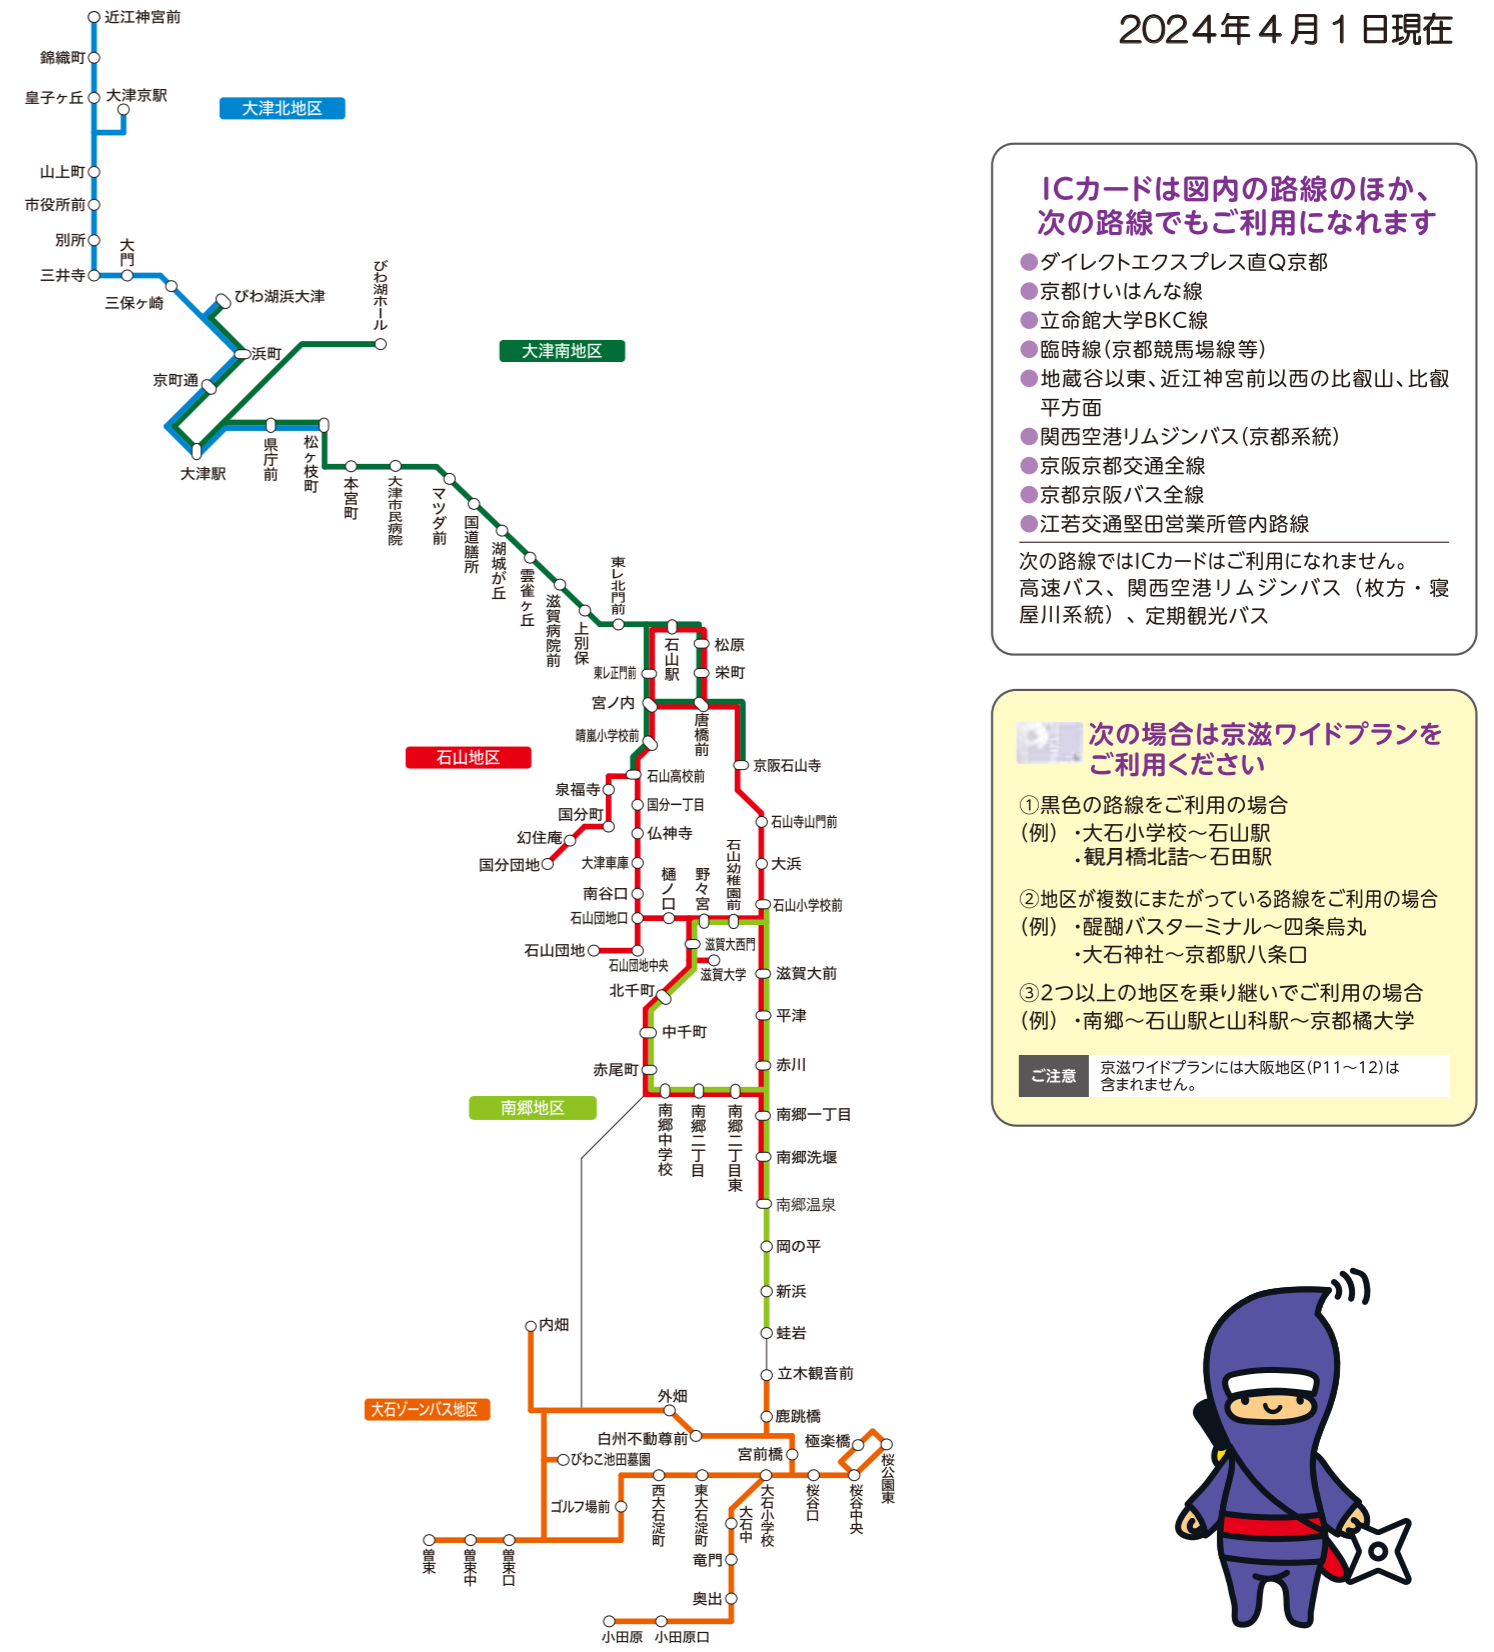 2024年4月1日現在
近江神宮前
錦織町
皇子ヶ丘
大津京駅
大津北地区
山上町
市役所前
別所
大門
三井寺
三保ヶ崎
びわ湖浜大津
びわ湖ホール
浜町
大津南地区
京町通
大津駅
県庁前
松ヶ枝町
本宮町
大津市民病院
マツダ前
国道膳所
湖城が丘
雲雀ヶ丘
滋賀病院前
上別保
東レ北門前
石山駅
松原
東レ正門前
栄町
宮ノ内
唐橋前
晴嵐小学校前
石山地区
京阪石山寺
石山高校前
泉福寺
国分一丁目
国分町
石山寺山門前
幻住庵
仏神寺
国分団地
大津車庫
大浜
南谷口
樋ノ口
野々宮
石山幼稚園前
石山小学校前
石山団地口
石山団地
石山団地中央
滋賀大西門
滋賀大学
滋賀大前
北千町
平津
中千町
赤川
赤尾町
南郷地区
南郷中学校
南郷二丁目
南郷二丁目東
南郷一丁目
南郷洗堰
南郷温泉
岡の平
新浜
内畑
蛙岩
立木観音前
大石ゾーンバス地区
外畑
鹿跳橋
白州不動尊前
宮前橋
極楽橋
桜公園東
びわこ池田墓園
ゴルフ場前
西大石淀町
東大石淀町
大石小学校
大石中
桜谷口
桜谷中央
曽束
曽束中
曽束口
竜門
奥出
小田原
小田原口
ICカードは図内の路線のほか、
次の路線でもご利用になれます
●ダイレクトエクスプレス直Q京都
●京都けいはんな線
●立命館大学BKC線
●臨時線(京都競馬場線等)
●地蔵谷以東、近江神宮前以西の比叡山、比叡
平方面
●関西空港リムジンバス(京都系統)
●京阪京都交通全線
●京都京阪バス全線
●江若交通堅田営業所管内路線
次の路線ではICカードはご利用になれません。
高速バス、関西空港リムジンバス（枚方・寝
屋川系統）、定期観光バス
次の場合は京滋ワイドプランを
ご利用ください
①黒色の路線をご利用の場合
(例) ・大石小学校～石山駅
・観月橋北詰～石田駅
②地区が複数にまたがっている路線をご利用の場合
(例) ・醍醐バスターミナル～四条烏丸
・大石神社～京都駅八条口
③2つ以上の地区を乗り継いでご利用の場合
(例) ・南郷～石山駅と山科駅～京都橘大学
ご注意
京滋ワイドプランには大阪地区(P11～12)は
含まれません。